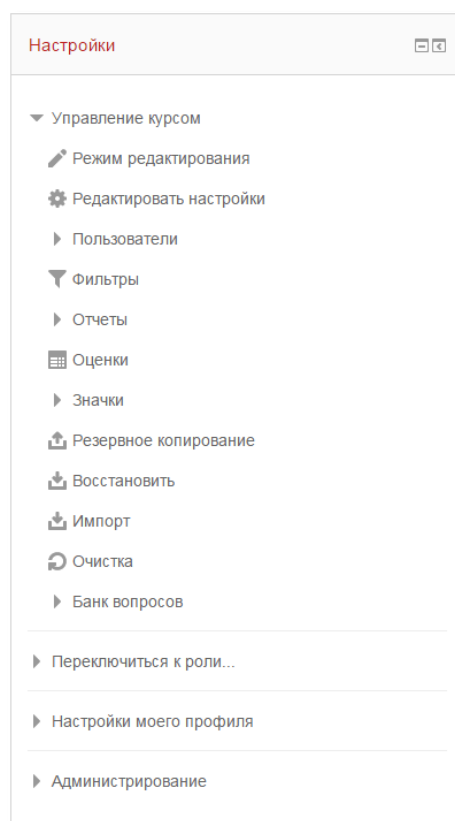 Настройки
Управление курсом
Режим редактирования
Редактировать настройки
Пользователи
Фильтры
Отчеты
Оценки
Значки
Резервное копирование
Восстановить
Импорт
Очистка
Банк вопросов
Переключиться к роли...
Настройки моего профиля
Администрирование